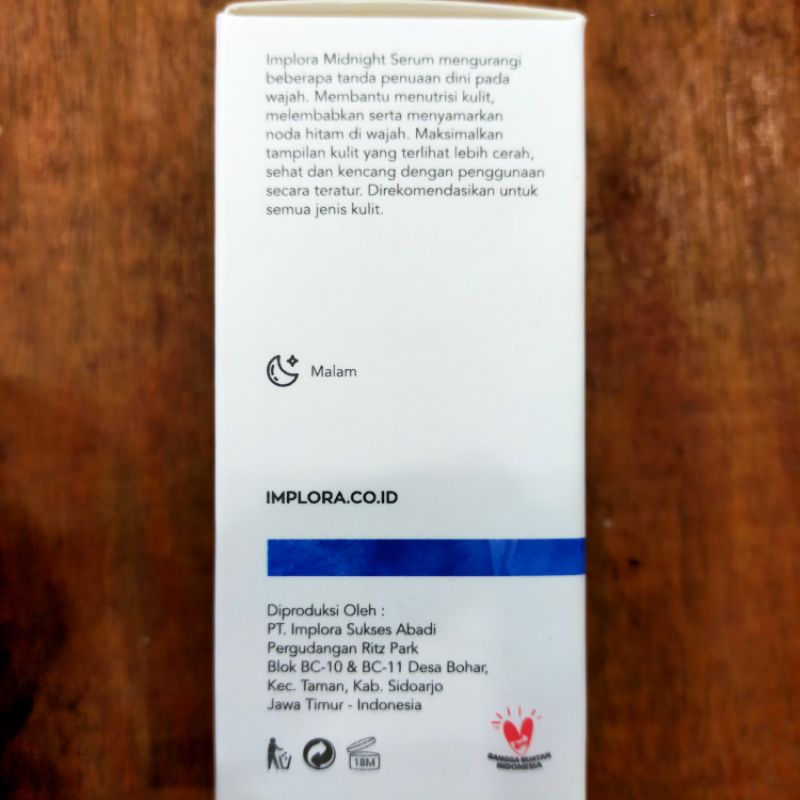 Implora Midnight Serum mengurangi
beberapa tanda penuaan dini pada
wajah. Membantu menutrisi kulit,
melembabkan serta menyamarkan
noda hitam di wajah. Maksimalkan
tampilan kulit yang terlihat lebih cerah,
sehat dan kencang dengan penggunaan
secara teratur. Direkomendasikan untuk
semua jenis kulit.
Malam
IMPLORA.CO.ID
Diproduksi Oleh :
PT. Implora Sukses Abadi
Pergudangan Ritz Park
Blok BC-10 & BC-11 Desa Bohar,
Kec. Taman, Kab. Sidoarjo
Jawa Timur - Indonesia
18M
BANGGA BUATAN
INDONESIA